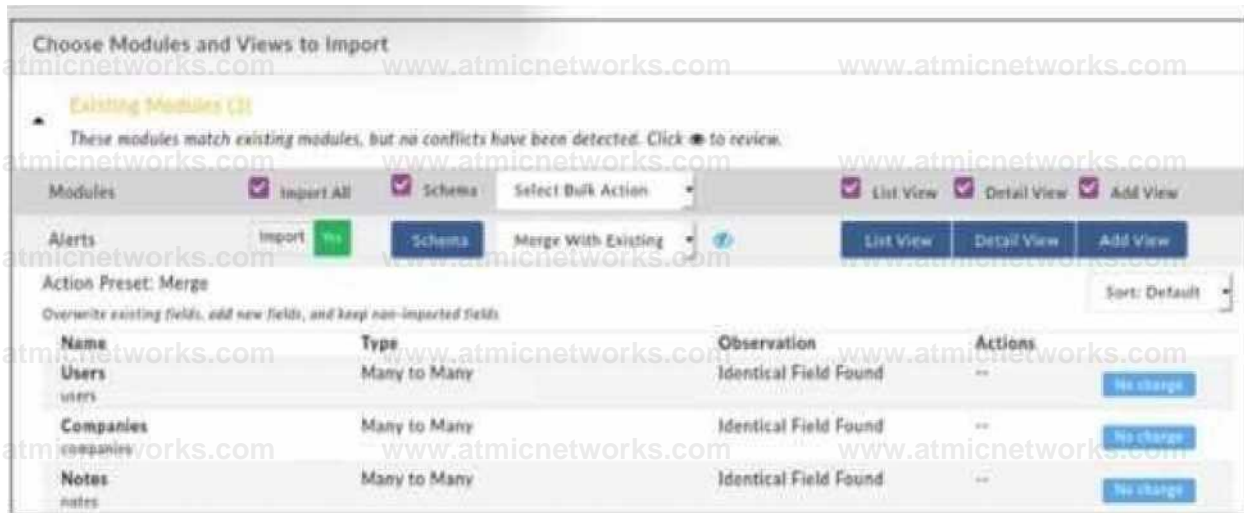 Choose Modules and Views to Import
atmicnetworks.com www.atmicnetworks.com www.atmicnetworks.com
Existing Modules (3)
These modules match existing modules, but no conflicts have been detected. Click to review.
atmicnetworks.com www.atmicnetworks.com www.atmicnetworks.com
Modules Import All Schema Select Bulk Action List View Detail View Add View
Alerts Import Yes Schema Merge With Existing List View Detail View Add View
atmicnetworks.com www.atmicnetworks.com www.atmicnetworks.com
Action Preset: Merge Sort: Default
Overwrite existing fields, add new fields, and keep non-imported fields
Name Type Observation Actions
atmicnetworks.com www.atmicnetworks.com www.atmicnetworks.com
Users Many to Many Identical Field Found -- No change
users
Companies Many to Many Identical Field Found -- No change
companies
atmicnetworks.com www.atmicnetworks.com www.atmicnetworks.com
Notes Many to Many Identical Field Found -- No change
notes